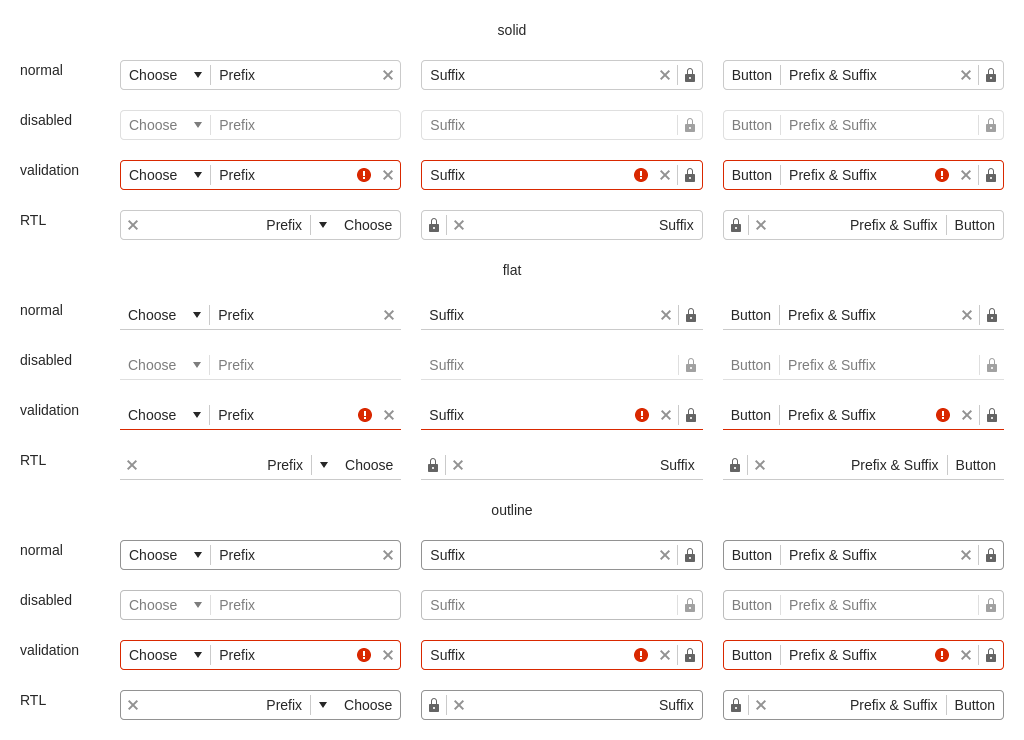 solid
normal Choose Prefix Suffix Button Prefix & Suffix
disabled Choose Prefix Suffix Button Prefix & Suffix
validation Choose Prefix Suffix Button Prefix & Suffix
RTL Prefix Choose Suffix Prefix & Suffix Button
flat
normal Choose Prefix Suffix Button Prefix & Suffix
disabled Choose Prefix Suffix Button Prefix & Suffix
validation Choose Prefix Suffix Button Prefix & Suffix
RTL Prefix Choose Suffix Prefix & Suffix Button
outline
normal Choose Prefix Suffix Button Prefix & Suffix
disabled Choose Prefix Suffix Button Prefix & Suffix
validation Choose Prefix Suffix Button Prefix & Suffix
RTL Prefix Choose Suffix Prefix & Suffix Button